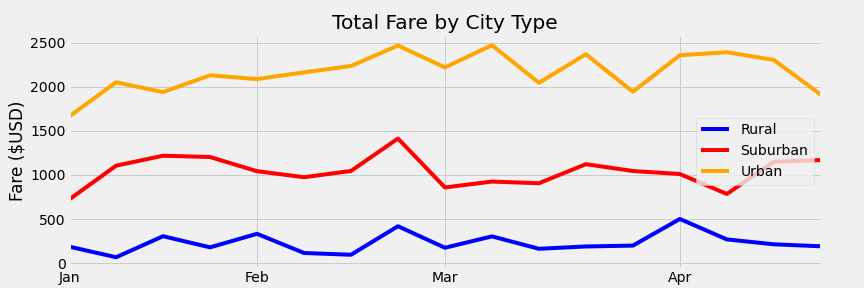 Total Fare by City Type
Fare ($USD)
2500
2000
1500
1000
500
0
Jan Feb Mar Apr
Rural
Suburban
Urban